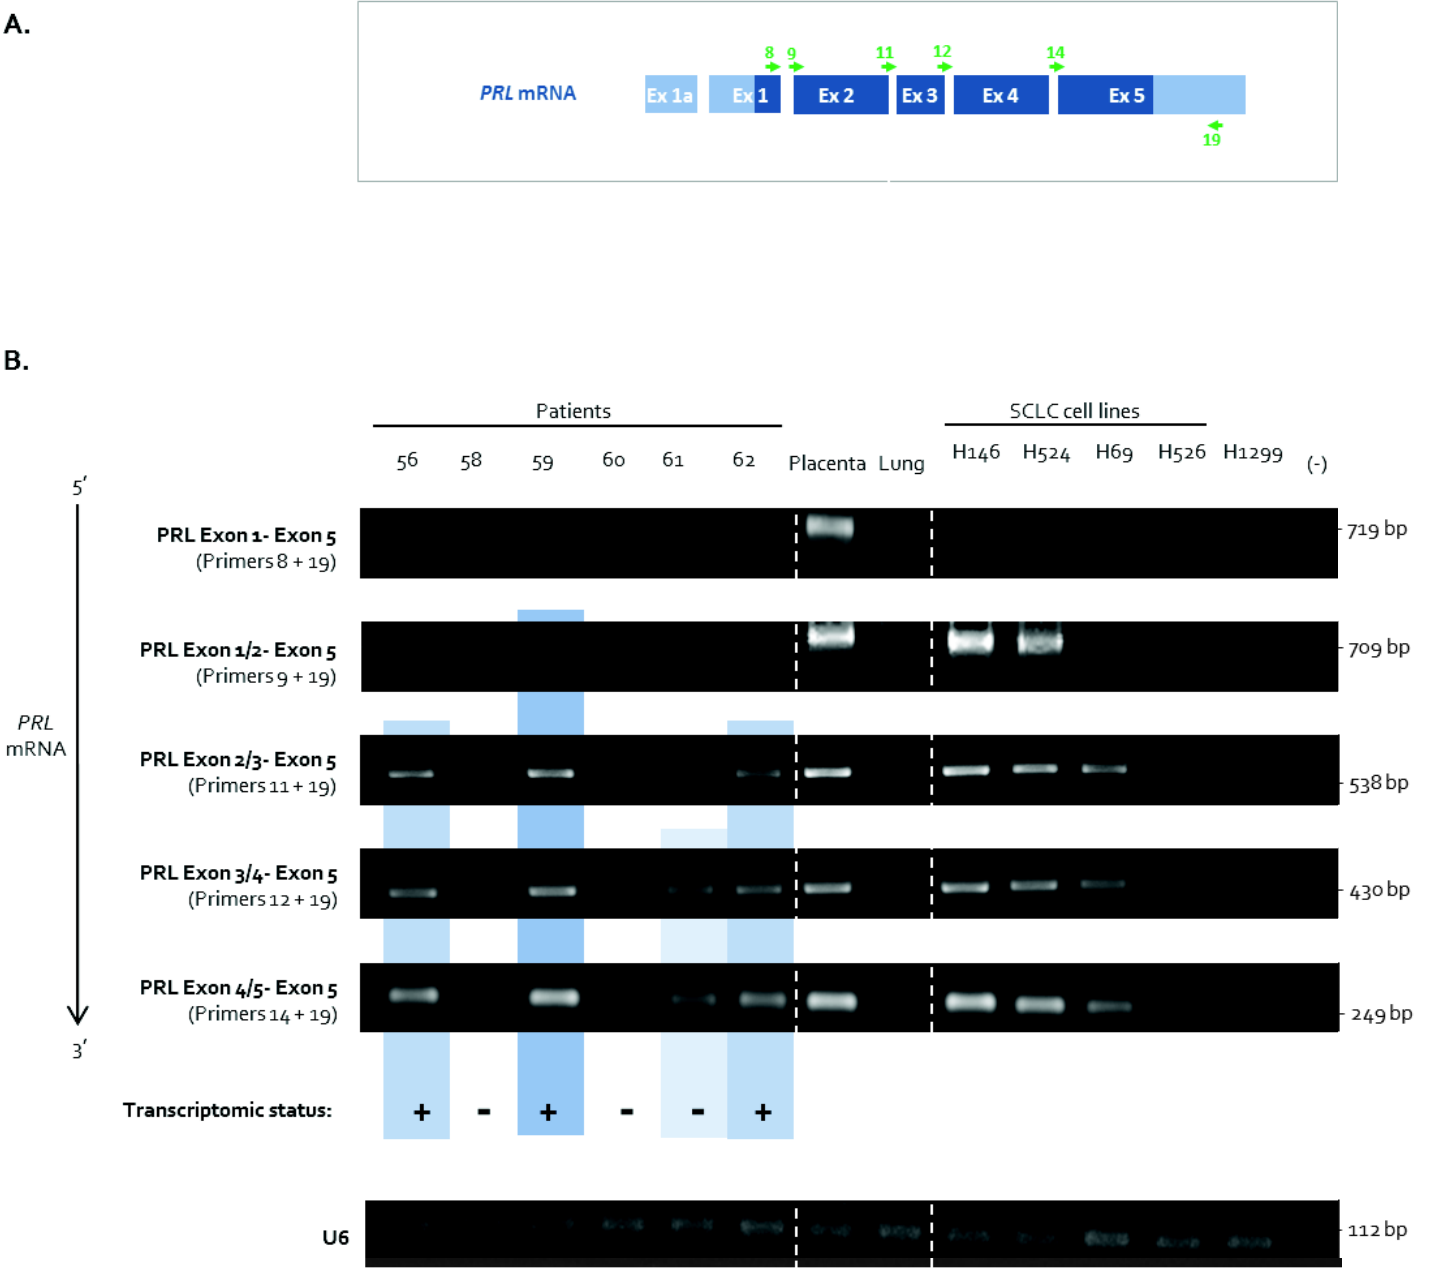 A.
8 9 11 12 14
PRL mRNA
Ex 1a Ex 1 Ex 2 Ex 3 Ex 4 Ex 5
19
B.
Patients SCLC cell lines
56 58 59 60 61 62 Placenta Lung H146 H524 H69 H526 H1299 (-)
5'
PRL Exon 1- Exon 5
(Primers 8 + 19)
719 bp
PRL Exon 1/2- Exon 5
(Primers 9 + 19)
709 bp
PRL
mRNA
PRL Exon 2/3- Exon 5
(Primers 11 + 19)
538 bp
PRL Exon 3/4- Exon 5
(Primers 12 + 19)
430 bp
PRL Exon 4/5- Exon 5
(Primers 14 + 19)
249 bp
3'
Transcriptomic status: + - + - - +
U6
112 bp